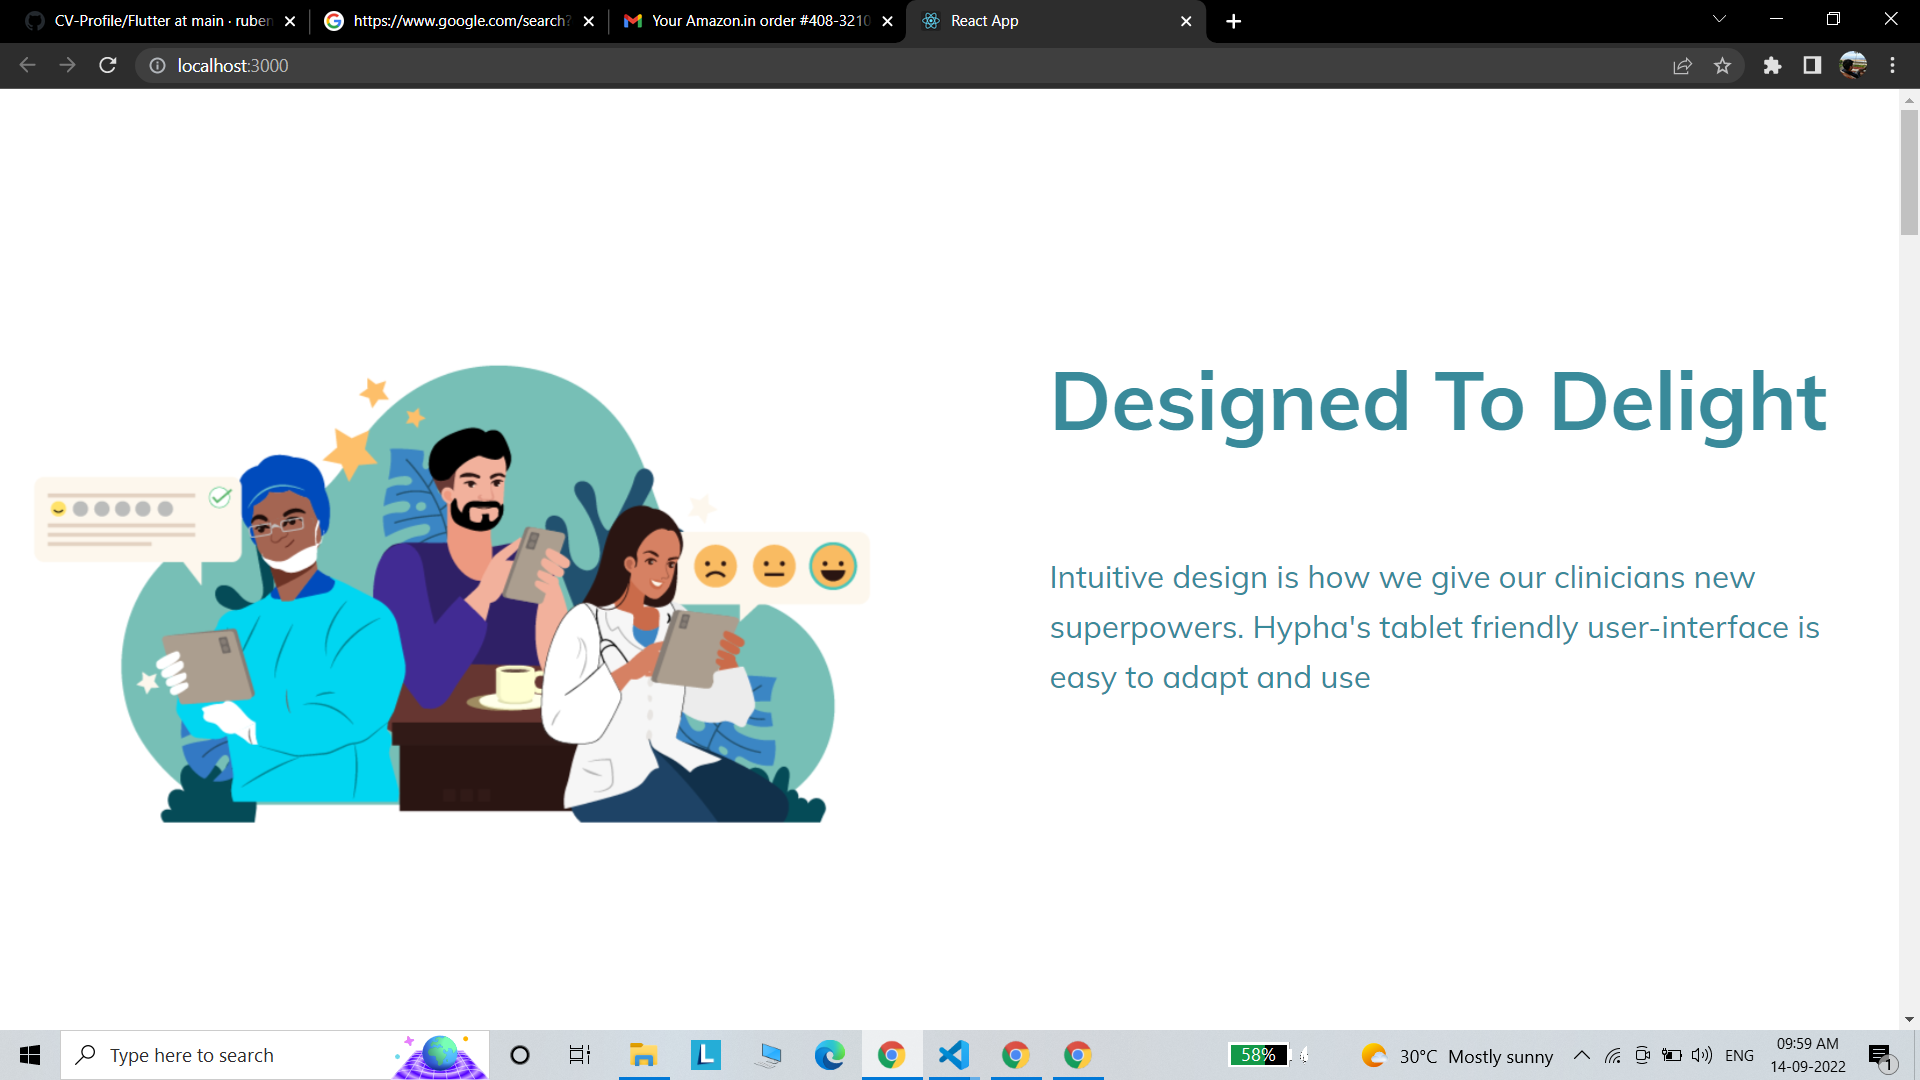 CV-Profile/Flutter at main · ruben
https://www.google.com/search?
Your Amazon.in order #408-3210
React App
localhost:3000
Designed To Delight
Intuitive design is how we give our clinicians new
superpowers. Hypha's tablet friendly user-interface is
easy to adapt and use
Type here to search
L
58%
30°C Mostly sunny
ENG
09:59 AM
14-09-2022
1